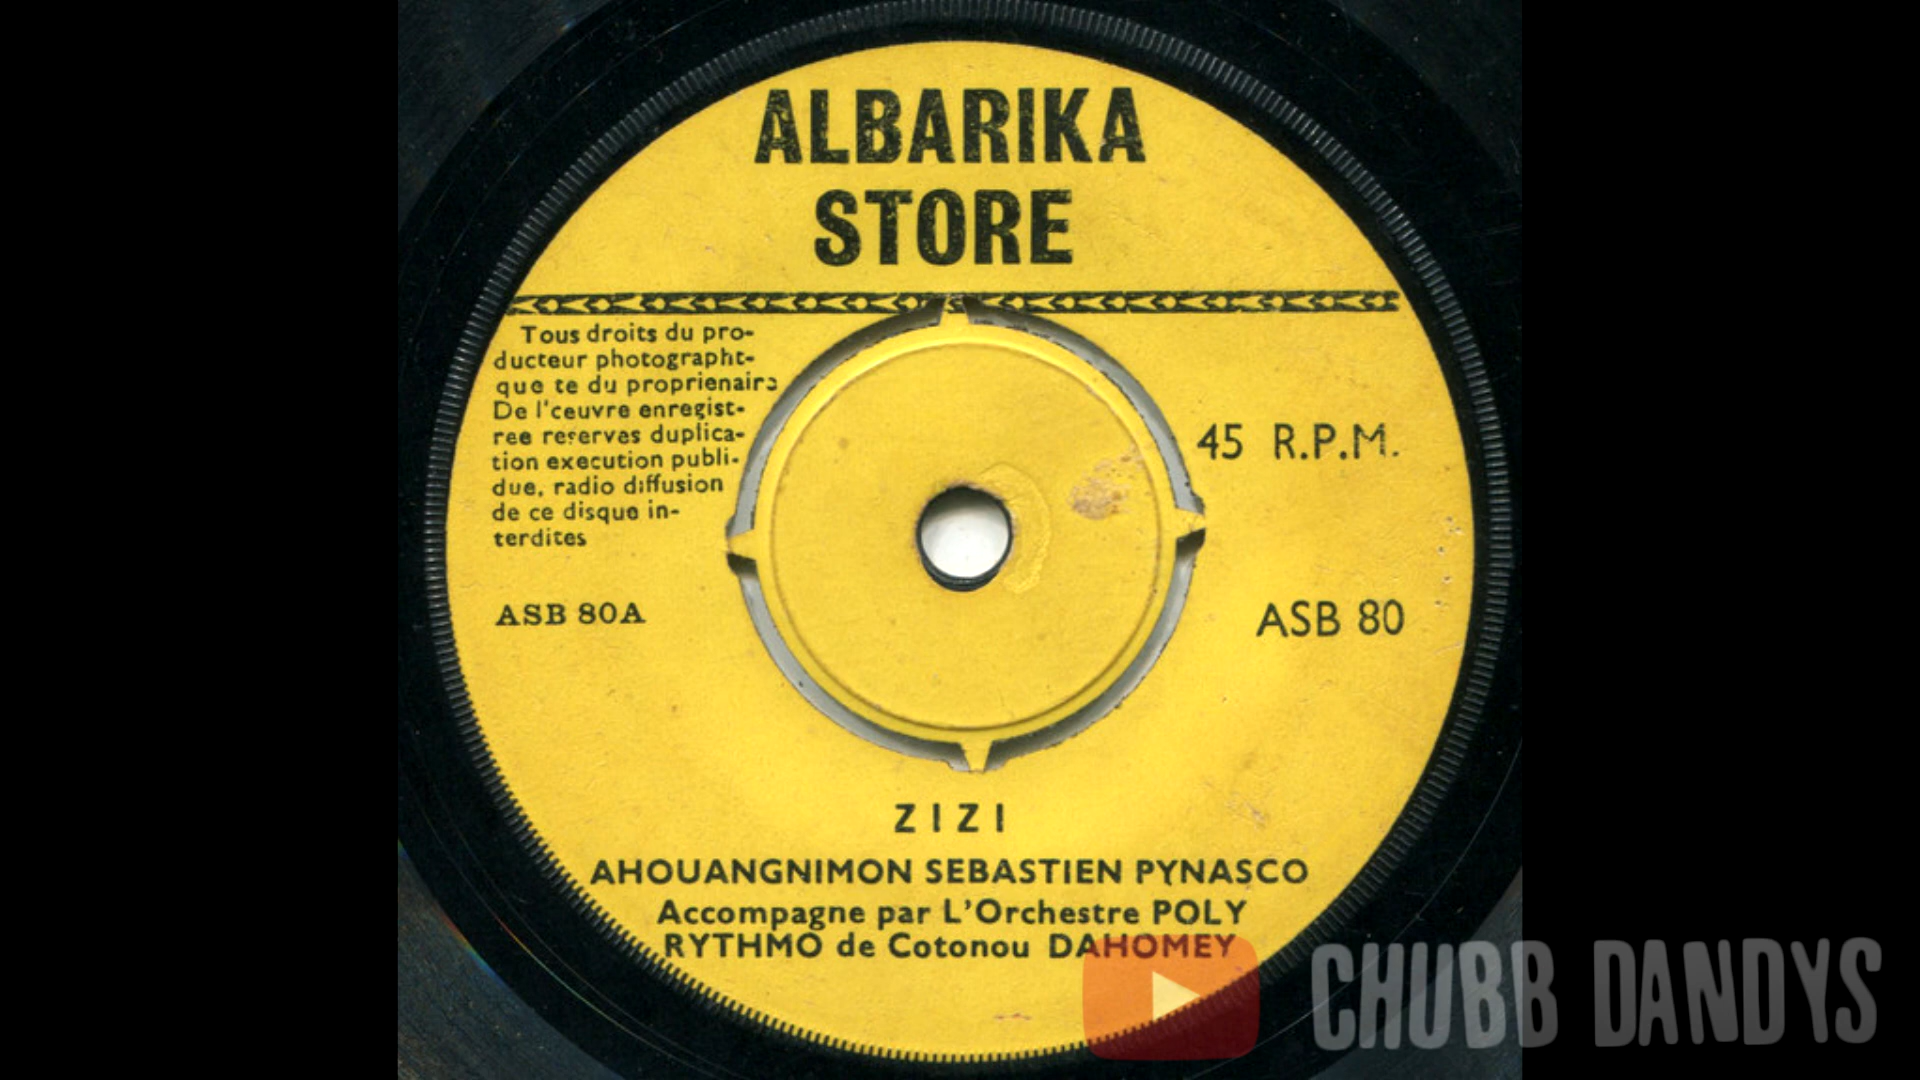 ALBARIKA
STORE
Tous droits du pro-
ducteur photographt-
que te du proprienaire
De l'ceuvre enregist-
ree reserves duplica-
tion execution publi-
due, radio diffusion
de ce disque in-
terdites
45 R.P.M.
ASB 80A
ASB 80
ZIZI
AHOUANGNIMON SEBASTIEN PYNASCO
Accompagne par L'Orchestre POLY
RYTHMO de Cotonou DAHOMEY
CHUBB DANDYS